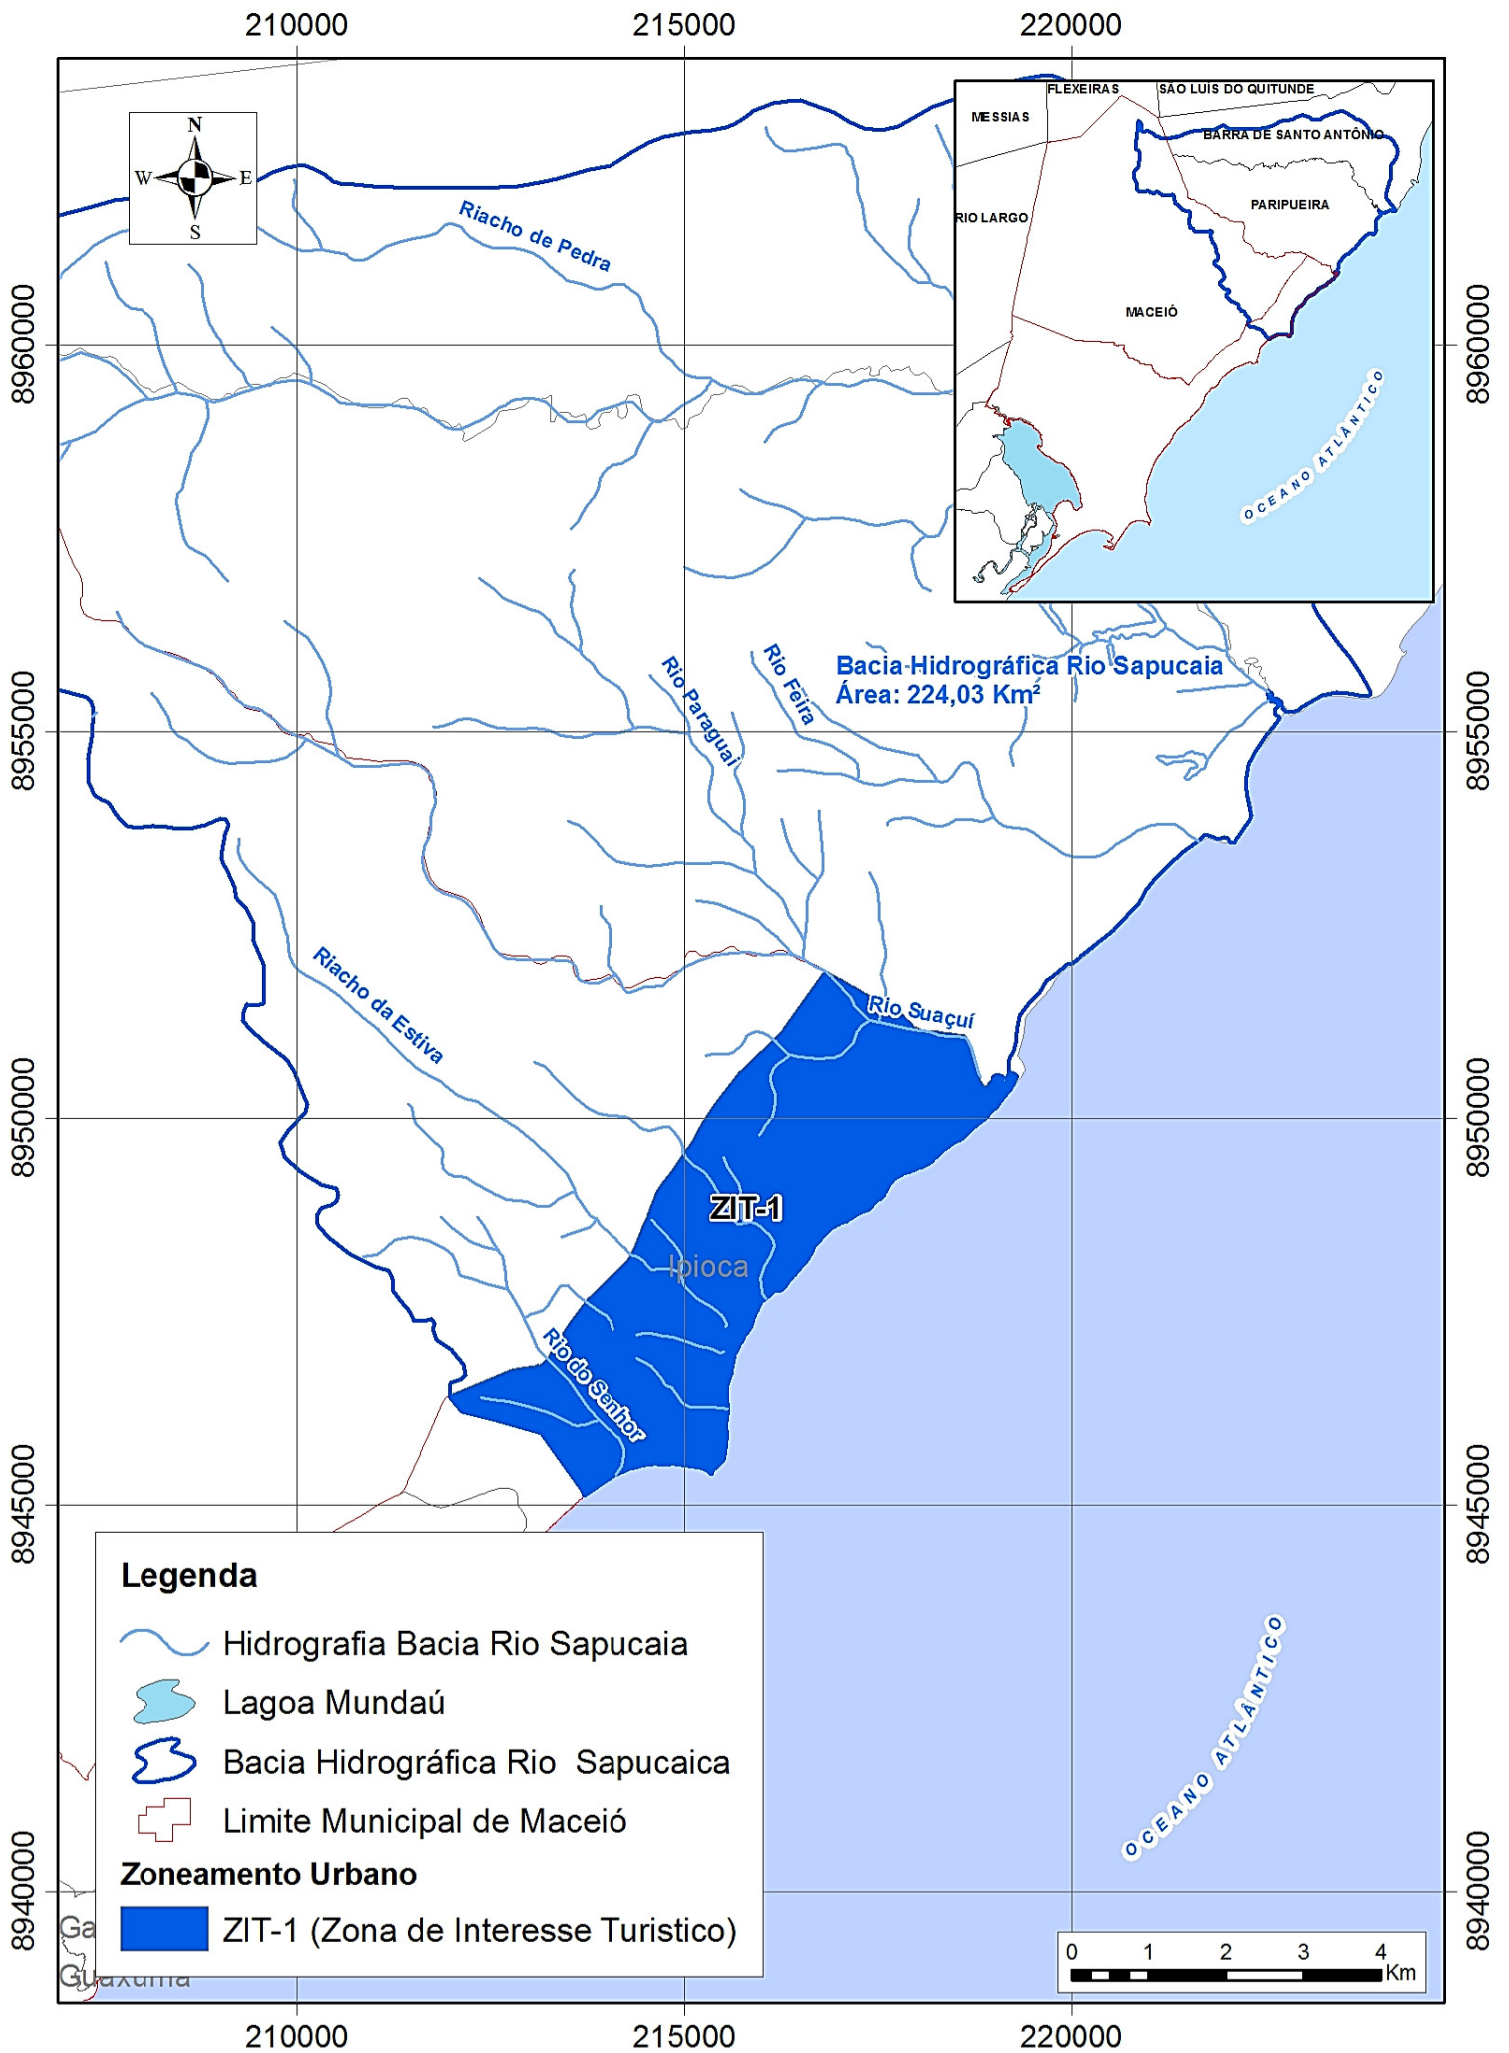 210000
215000
220000
FLEXEIRAS
SÃO LUÍS DO QUITUNDE
MESSIAS
BARRA DE SANTO ANTÔNIO
PARIPUEIRA
RIO LARGO
MACEIÓ
OCEANO ATLÂNTICO
N
W
E
S
Riacho de Pedra
8960000
8960000
Rio Paraguai
Rio Feira
Bacia Hidrográfica Rio Sapucaia
Área: 224,03 Km²
8955000
8955000
Riacho da Estiva
Rio Suaçuí
8950000
8950000
ZIT-1
Ipioca
Rio do Senhor
8945000
8945000
Legenda
Hidrografia Bacia Rio Sapucaia
Lagoa Mundaú
Bacia Hidrográfica Rio  Sapucaica
Limite Municipal de Maceió
Zoneamento Urbano
ZIT-1 (Zona de Interesse Turistico)
OCEANO ATLÂNTICO
8940000
8940000
Ga
Guaxuma
0 1 2 3 4
Km
210000
215000
220000